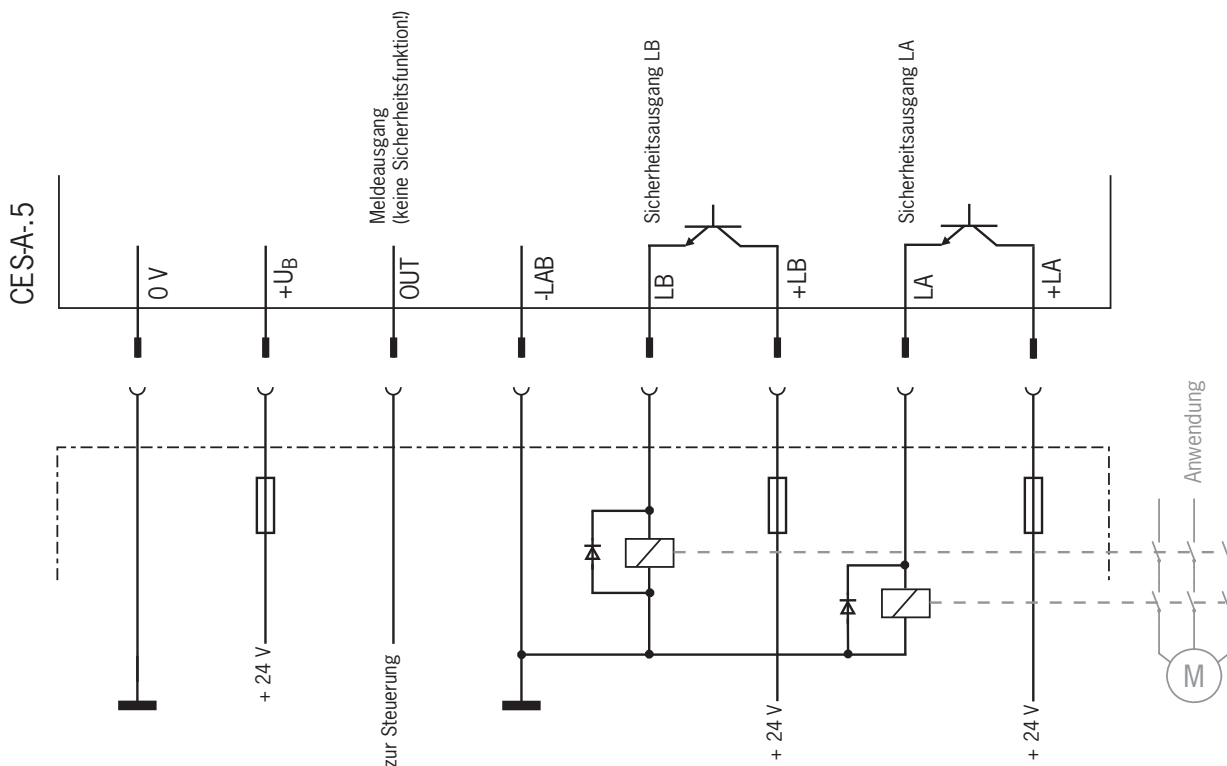 CES-A-.5
0 V
+UB
OUT
Meldeausgang
(keine Sicherheitsfunktion!)
-LAB
LB
Sicherheitsausgang LB
+LB
LA
Sicherheitsausgang LA
+LA
+ 24 V
zur Steuerung
+ 24 V
+ 24 V
Anwendung
M